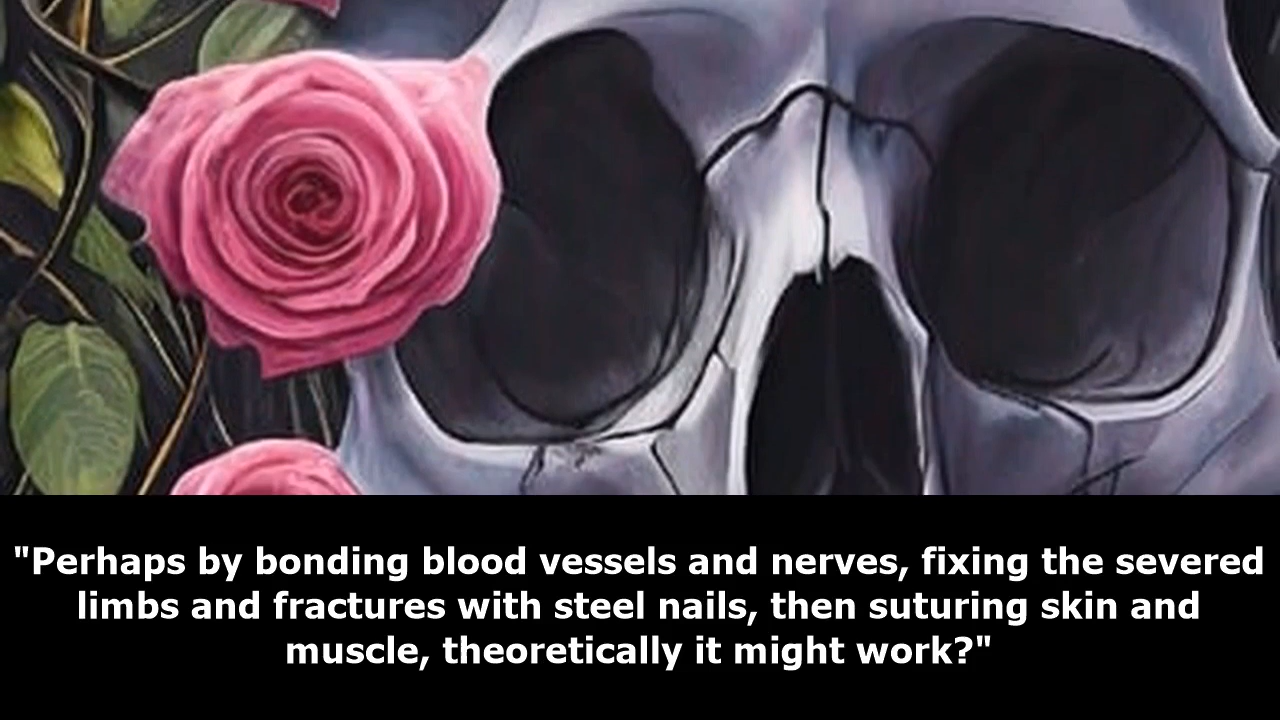 "Perhaps by bonding blood vessels and nerves, fixing the severed
limbs and fractures with steel nails, then suturing skin and
muscle, theoretically it might work?"